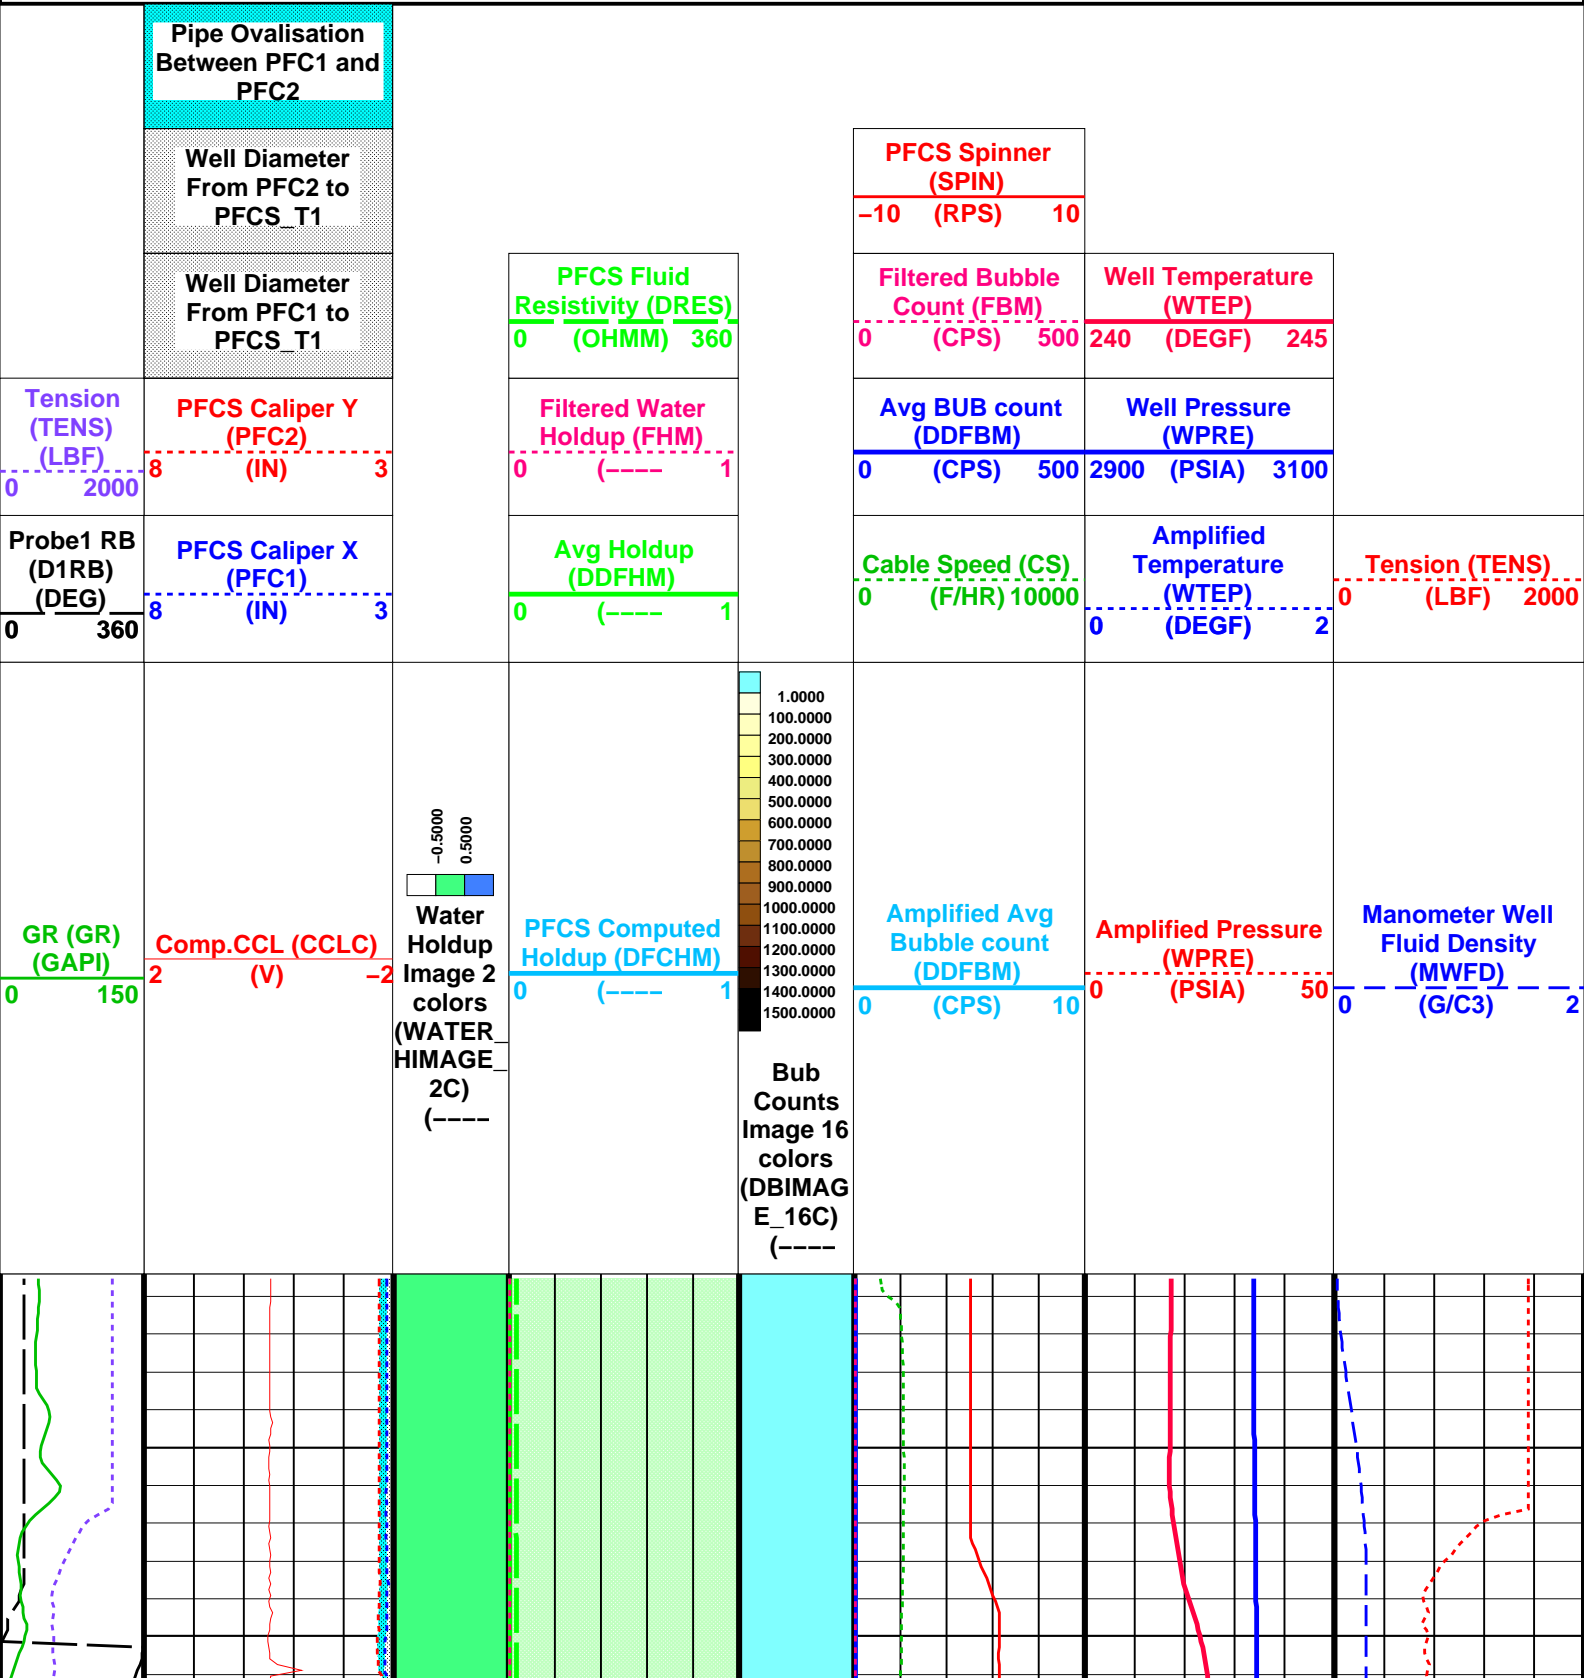 Pipe Ovalisation
Between PFC1 and
PFC2
Well Diameter
From PFC2 to
PFCS_T1
PFCS Spinner
(SPIN)
−10 (RPS) 10
Well Diameter
From PFC1 to
PFCS_T1
PFCS Fluid
Resistivity (DRES)
0 (OHMM) 360
Filtered Bubble
Count (FBM)
0 (CPS) 500
Well Temperature
(WTEP)
240 (DEGF) 245
Tension
(TENS)
(LBF)
0 2000
PFCS Caliper Y
(PFC2)
8 (IN) 3
Filtered Water
Holdup (FHM)
0 (−−−− 1
Avg BUB count
(DDFBM)
0 (CPS) 500
Well Pressure
(WPRE)
2900 (PSIA) 3100
Probe1 RB
(D1RB)
(DEG)
0 360
PFCS Caliper X
(PFC1)
8 (IN) 3
Avg Holdup
(DDFHM)
0 (−−−− 1
Cable Speed (CS)
0 (F/HR) 10000
Amplified
Temperature
(WTEP)
0 (DEGF) 2
Tension (TENS)
0 (LBF) 2000
GR (GR)
(GAPI)
0 150
Comp.CCL (CCLC)
2 (V) −2
−0.5000
0.5000
Water
Holdup
Image 2
colors
(WATER_
HIMAGE_
2C)
(−−−−
PFCS Computed
Holdup (DFCHM)
0 (−−−− 1
1.0000
100.0000
200.0000
300.0000
400.0000
500.0000
600.0000
700.0000
800.0000
900.0000
1000.0000
1100.0000
1200.0000
1300.0000
1400.0000
1500.0000
Bub
Counts
Image 16
colors
(DBIMAG
E_16C)
(−−−−
Amplified Avg
Bubble count
(DDFBM)
0 (CPS) 10
Amplified Pressure
(WPRE)
0 (PSIA) 50
Manometer Well
Fluid Density
(MWFD)
0 (G/C3) 2